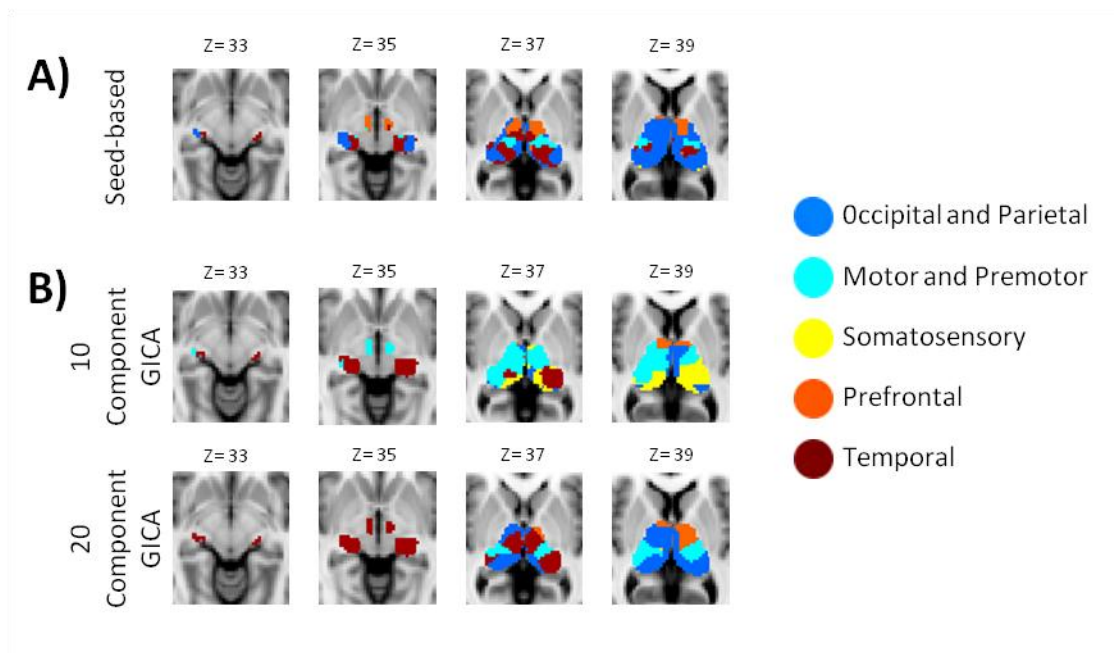 A)
Seed-based
Z= 33
Z= 35
Z= 37
Z= 39
B)
10
Component
GICA
Z= 33
Z= 35
Z= 37
Z= 39
20
Component
GICA
Z= 33
Z= 35
Z= 37
Z= 39
Occipital and Parietal
Motor and Premotor
Somatosensory
Prefrontal
Temporal